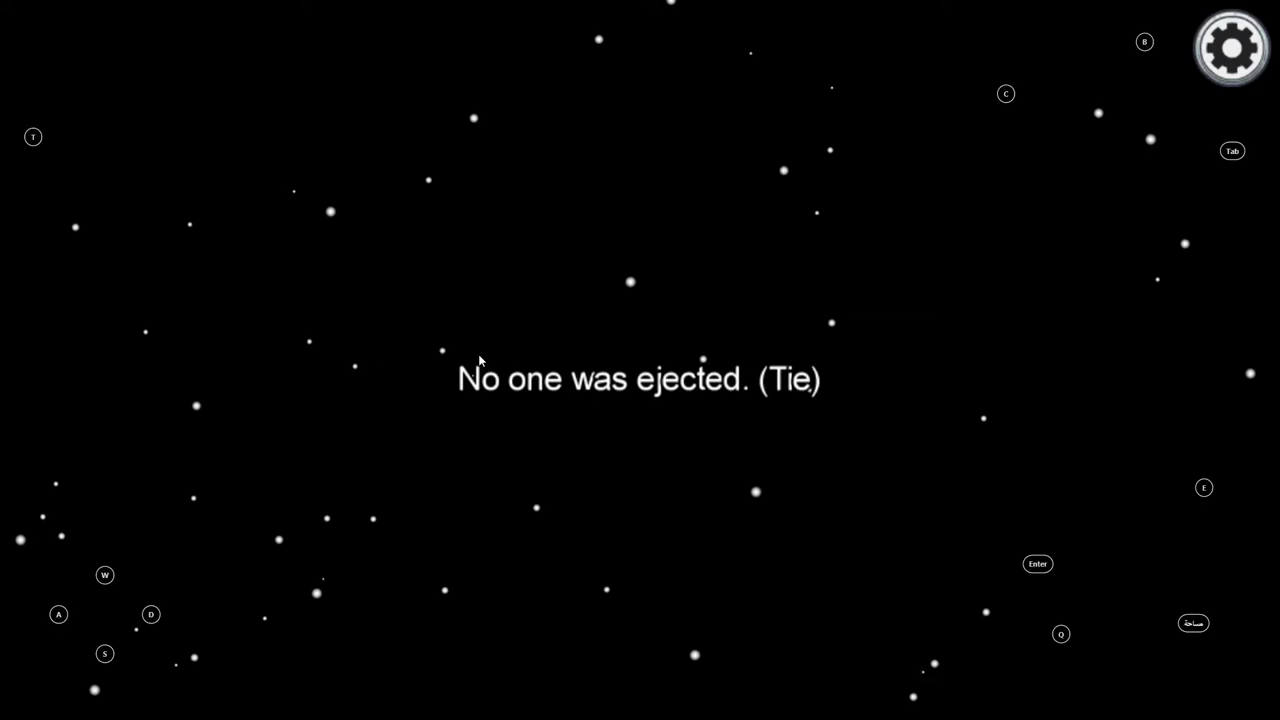 B
C
T
Tab
No one was ejected. (Tie)
E
Enter
W
A
D
مساحة
Q
S